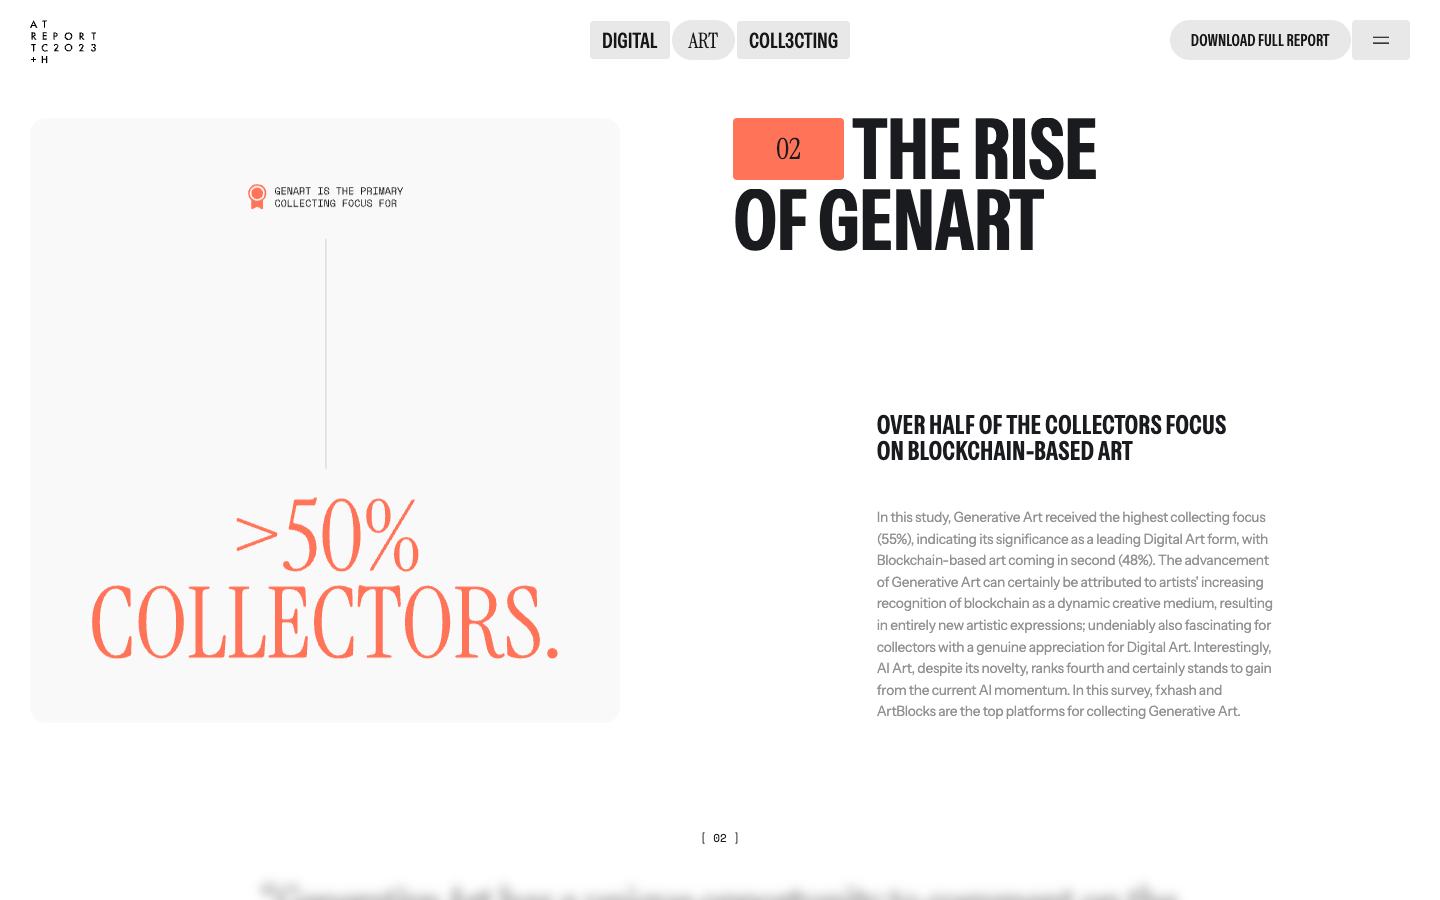 AT
REPORT
TC2023
+H
DIGITAL ART COLL3CTING
DOWNLOAD FULL REPORT
GENART IS THE PRIMARY
COLLECTING FOCUS FOR
>50%
COLLECTORS.
02 THE RISE
OF GENART
OVER HALF OF THE COLLECTORS FOCUS
ON BLOCKCHAIN-BASED ART
In this study, Generative Art received the highest collecting focus
(55%), indicating its significance as a leading Digital Art form, with
Blockchain-based art coming in second (48%). The advancement
of Generative Art can certainly be attributed to artists' increasing
recognition of blockchain as a dynamic creative medium, resulting
in entirely new artistic expressions; undeniably also fascinating for
collectors with a genuine appreciation for Digital Art. Interestingly,
AI Art, despite its novelty, ranks fourth and certainly stands to gain
from the current AI momentum. In this survey, fxhash and
ArtBlocks are the top platforms for collecting Generative Art.
[ 02 ]